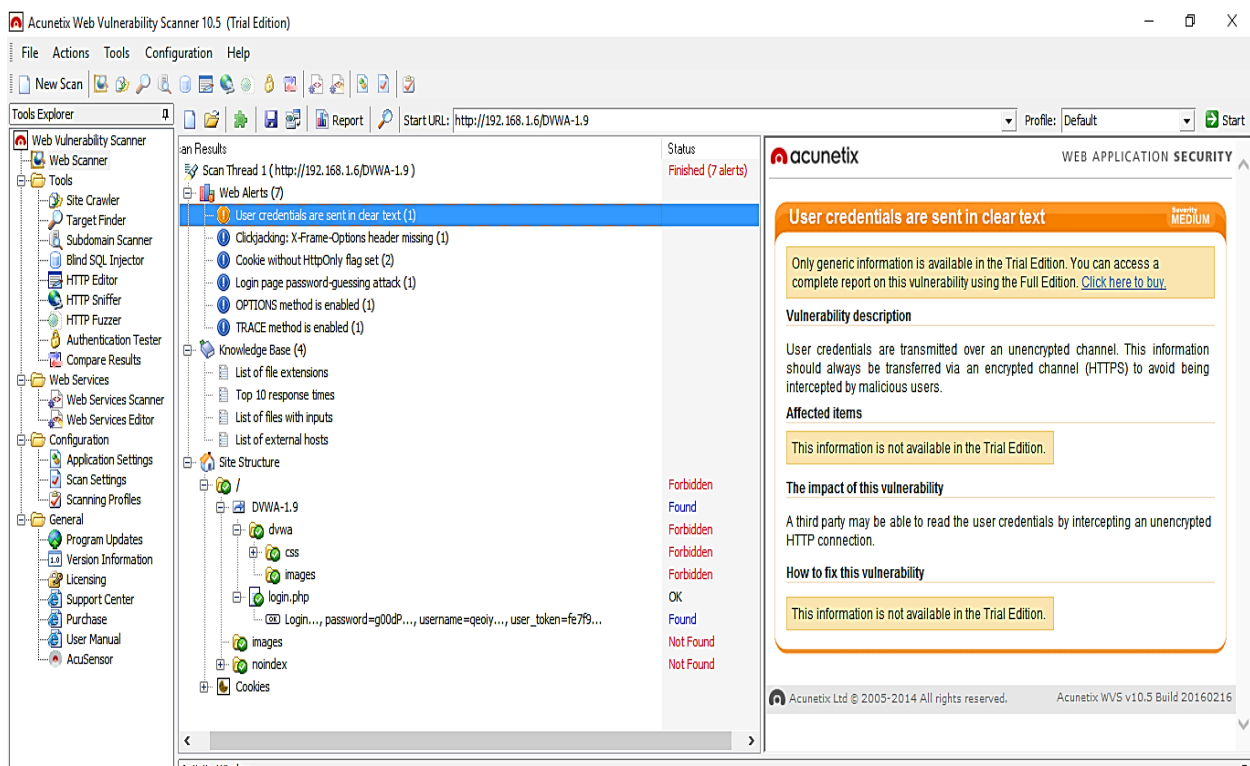 Acunetix Web Vulnerability Scanner 10.5 (Trial Edition)
File Actions Tools Configuration Help
New Scan
Tools Explorer
Report
Start URL: http://192.168.1.6/DVWA-1.9
Profile: Default
Start
Web Vulnerability Scanner
Web Scanner
Tools
Site Crawler
Target Finder
Subdomain Scanner
Blind SQL Injector
HTTP Editor
HTTP Sniffer
HTTP Fuzzer
Authentication Tester
Compare Results
Web Services
Web Services Scanner
Web Services Editor
Configuration
Application Settings
Scan Settings
Scanning Profiles
General
Program Updates
1.0 Version Information
Licensing
Support Center
Purchase
User Manual
AcuSensor
an Results Status
Scan Thread 1 ( http://192.168.1.6/DVWA-1.9 ) Finished (7 alerts)
Web Alerts (7)
User credentials are sent in clear text (1)
Clickjacking: X-Frame-Options header missing (1)
Cookie without HttpOnly flag set (2)
Login page password-guessing attack (1)
OPTIONS method is enabled (1)
TRACE method is enabled (1)
Knowledge Base (4)
List of file extensions
Top 10 response times
List of files with inputs
List of external hosts
Site Structure
/ Forbidden
DVWA-1.9 Found
dvwa Forbidden
css Forbidden
images Forbidden
login.php OK
Login..., password=g00dP..., username=qeoiy..., user_token=fe7f9... Found
images Not Found
noindex Not Found
Cookies
acunetix WEB APPLICATION SECURITY
User credentials are sent in clear text
Severity
MEDIUM
Only generic information is available in the Trial Edition. You can access a
complete report on this vulnerability using the Full Edition. Click here to buy.
Vulnerability description
User credentials are transmitted over an unencrypted channel. This information
should always be transferred via an encrypted channel (HTTPS) to avoid being
intercepted by malicious users.
Affected items
This information is not available in the Trial Edition.
The impact of this vulnerability
A third party may be able to read the user credentials by intercepting an unencrypted
HTTP connection.
How to fix this vulnerability
This information is not available in the Trial Edition.
Acunetix Ltd © 2005-2014 All rights reserved. Acunetix WVS v10.5 Build 20160216